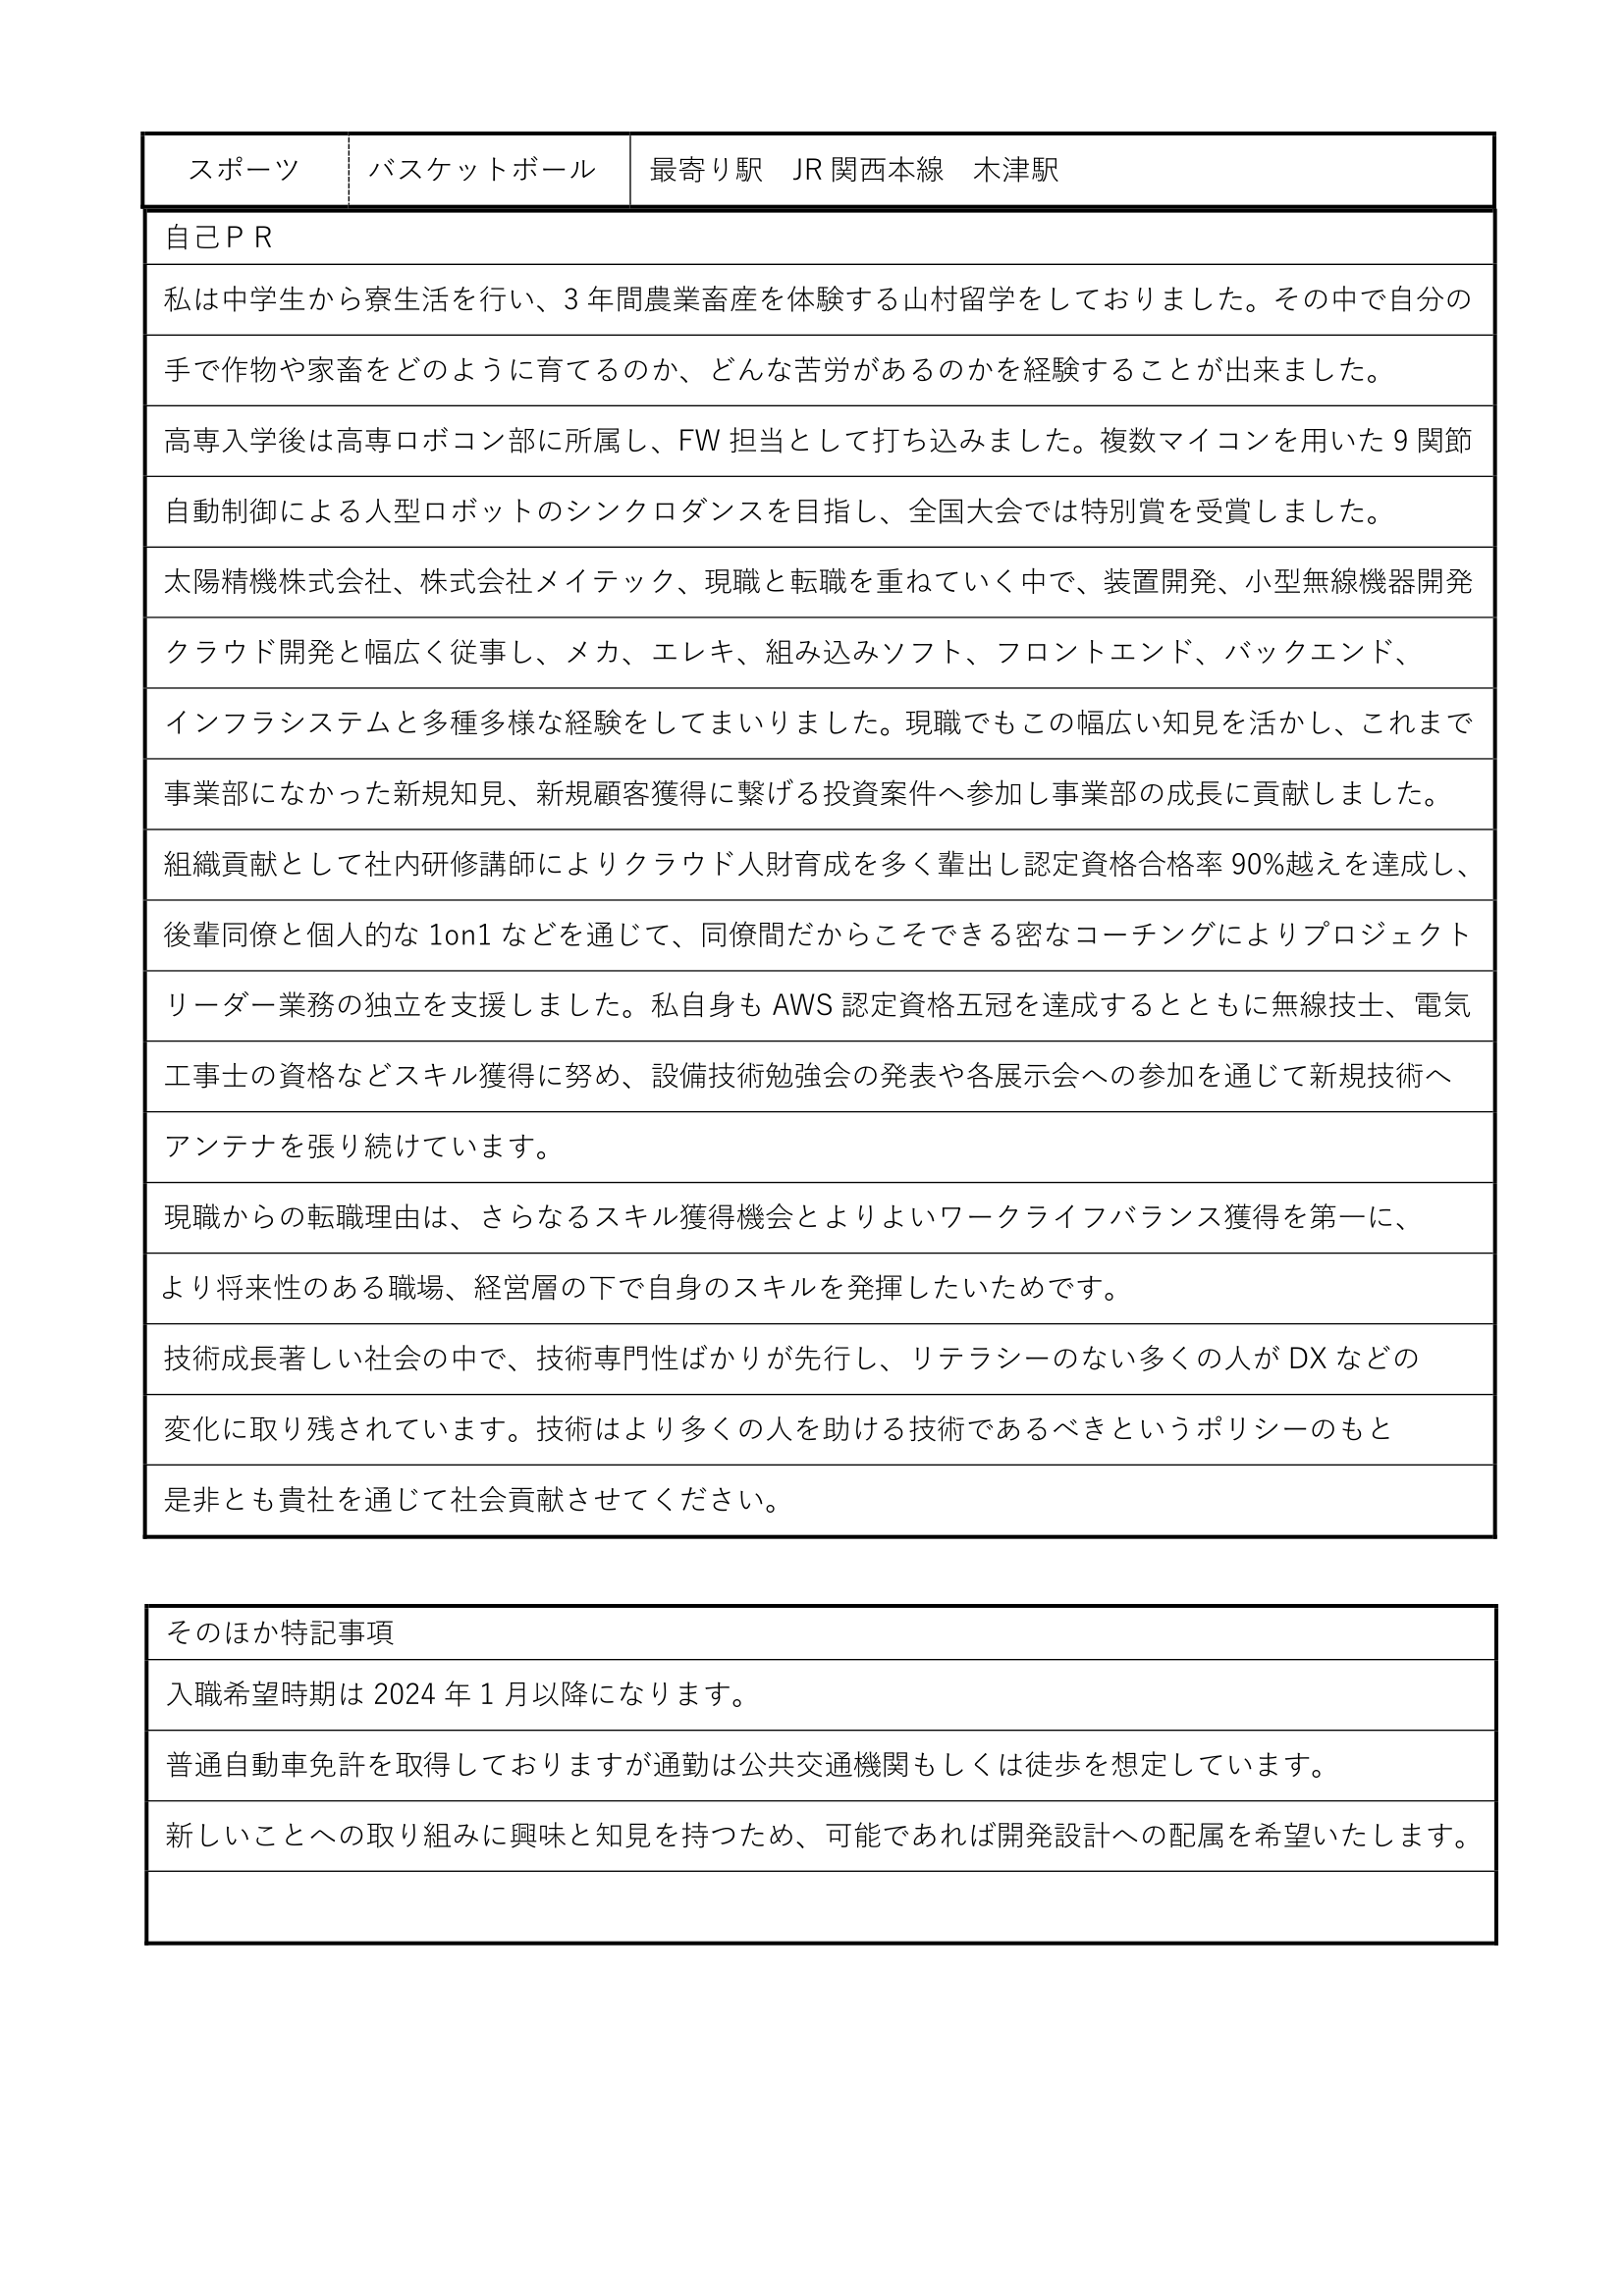 スポーツ　バスケットボール　最寄り駅　JR 関西本線　木津駅
自己ＰＲ
私は中学生から寮生活を行い、3 年間農業畜産を体験する山村留学をしておりました。その中で自分の
手で作物や家畜をどのように育てるのか、どんな苦労があるのかを経験することが出来ました。
高専入学後は高専ロボコン部に所属し、FW 担当として打ち込みました。複数マイコンを用いた 9 関節
自動制御による人型ロボットのシンクロダンスを目指し、全国大会では特別賞を受賞しました。
太陽精機株式会社、株式会社メイテック、現職と転職を重ねていく中で、装置開発、小型無線機器開発
クラウド開発と幅広く従事し、メカ、エレキ、組み込みソフト、フロントエンド、バックエンド、
インフラシステムと多種多様な経験をしてまいりました。現職でもこの幅広い知見を活かし、これまで
事業部になかった新規知見、新規顧客獲得に繋げる投資案件へ参加し事業部の成長に貢献しました。
組織貢献として社内研修講師によりクラウド人財育成を多く輩出し認定資格合格率 90%越えを達成し、
後輩同僚と個人的な 1on1 などを通じて、同僚間だからこそできる密なコーチングによりプロジェクト
リーダー業務の独立を支援しました。私自身も AWS 認定資格五冠を達成するとともに無線技士、電気
工事士の資格などスキル獲得に努め、設備技術勉強会の発表や各展示会への参加を通じて新規技術へ
アンテナを張り続けています。
現職からの転職理由は、さらなるスキル獲得機会とよりよいワークライフバランス獲得を第一に、
より将来性のある職場、経営層の下で自身のスキルを発揮したいためです。
技術成長著しい社会の中で、技術専門性ばかりが先行し、リテラシーのない多くの人が DX などの
変化に取り残されています。技術はより多くの人を助ける技術であるべきというポリシーのもと
是非とも貴社を通じて社会貢献させてください。
そのほか特記事項
入職希望時期は 2024 年 1 月以降になります。
普通自動車免許を取得しておりますが通勤は公共交通機関もしくは徒歩を想定しています。
新しいことへの取り組みに興味と知見を持つため、可能であれば開発設計への配属を希望いたします。